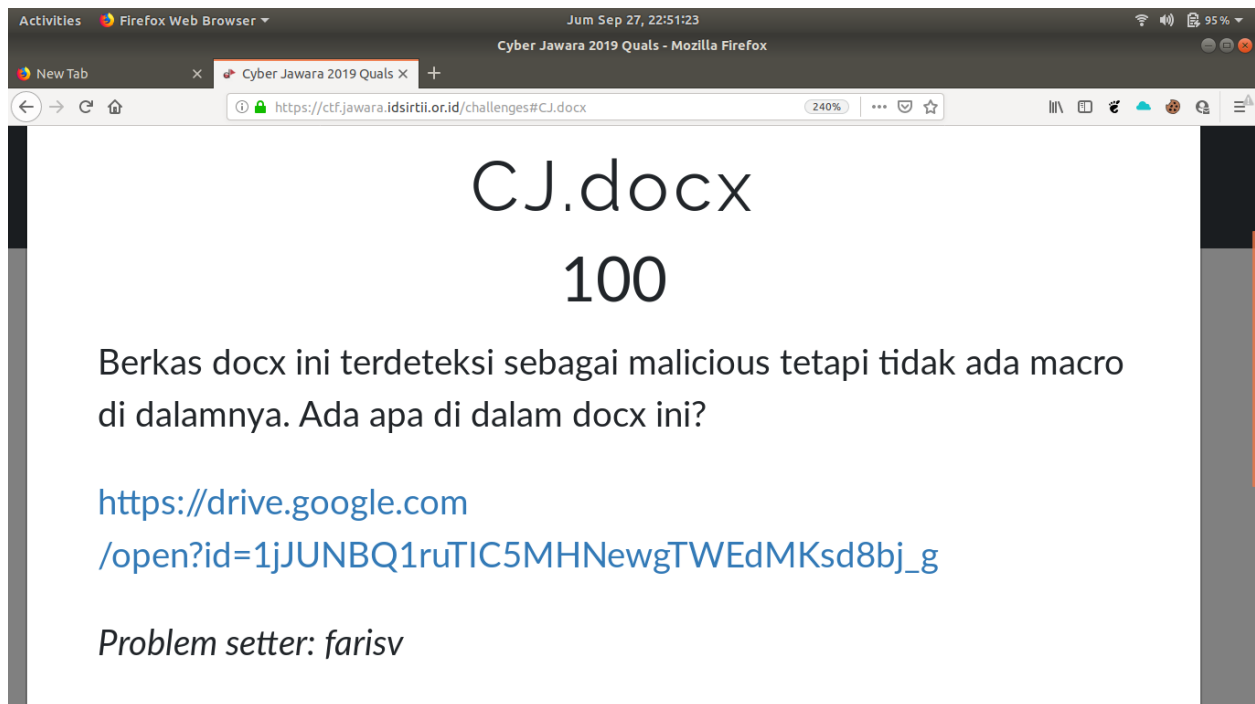 Activities Firefox Web Browser Jum Sep 27, 22:51:23 95%
Cyber Jawara 2019 Quals - Mozilla Firefox
New Tab Cyber Jawara 2019 Quals
https://ctf.jawara.idsirtii.or.id/challenges#CJ.docx 240%
CJ.docx
100
Berkas docx ini terdeteksi sebagai malicious tetapi tidak ada macro
di dalamnya. Ada apa di dalam docx ini?
https://drive.google.com
/open?id=1jJUNBQ1ruTIC5MHNewgTWEdMKsd8bj_g
Problem setter: farisv